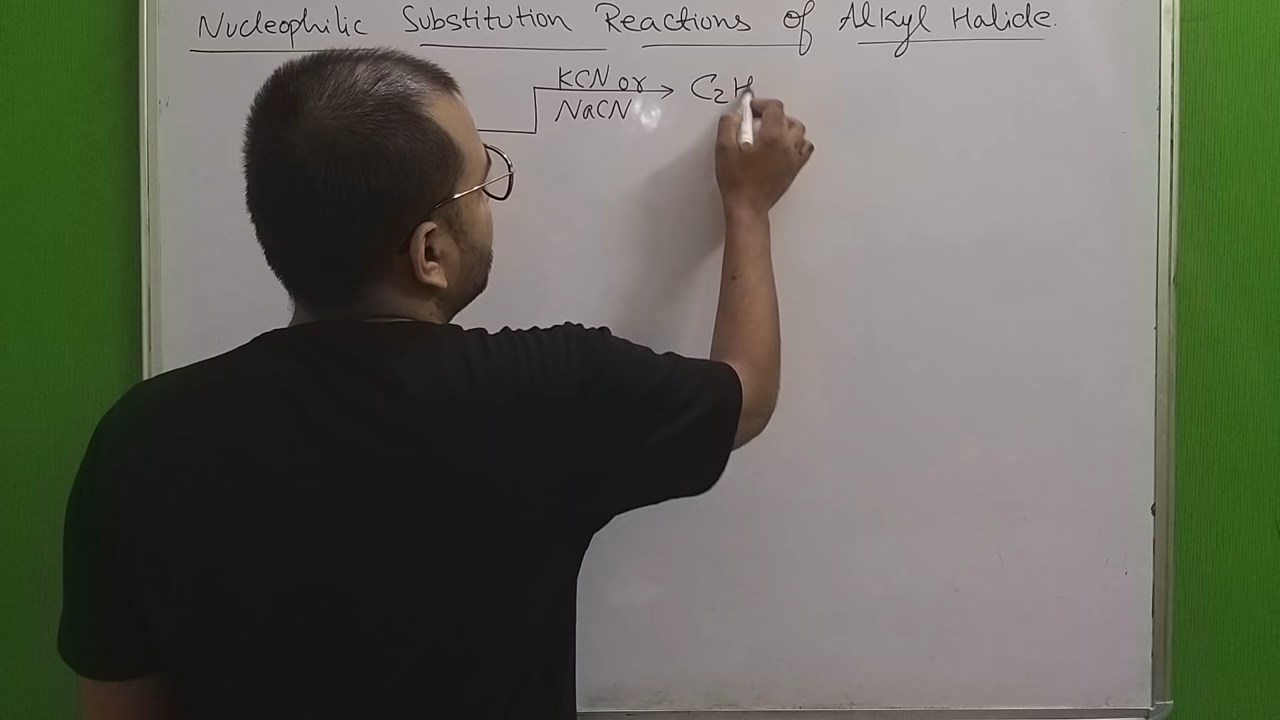 Nucleophilic Substitution Reactions of Alkyl Halide.
KCN or → C₂H
NaCN